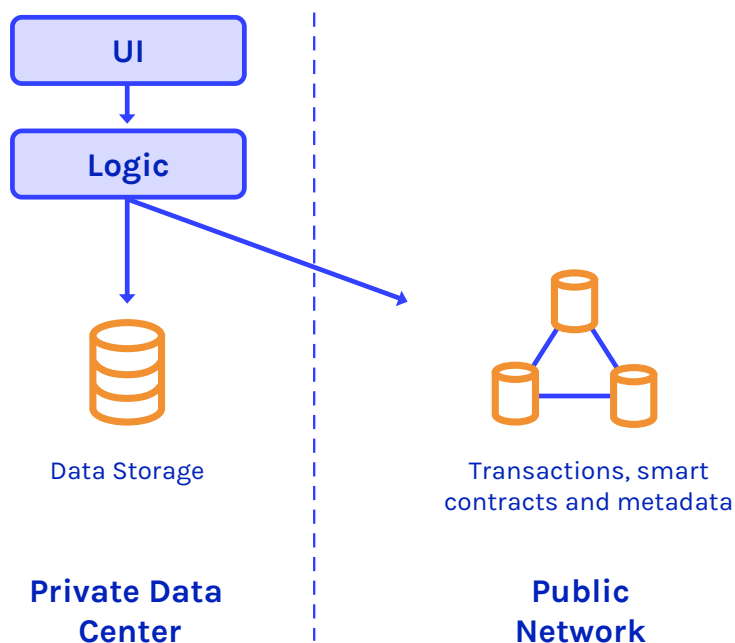 UI
Logic
Data Storage
Transactions, smart
contracts and metadata
Private Data
Center
Public
Network